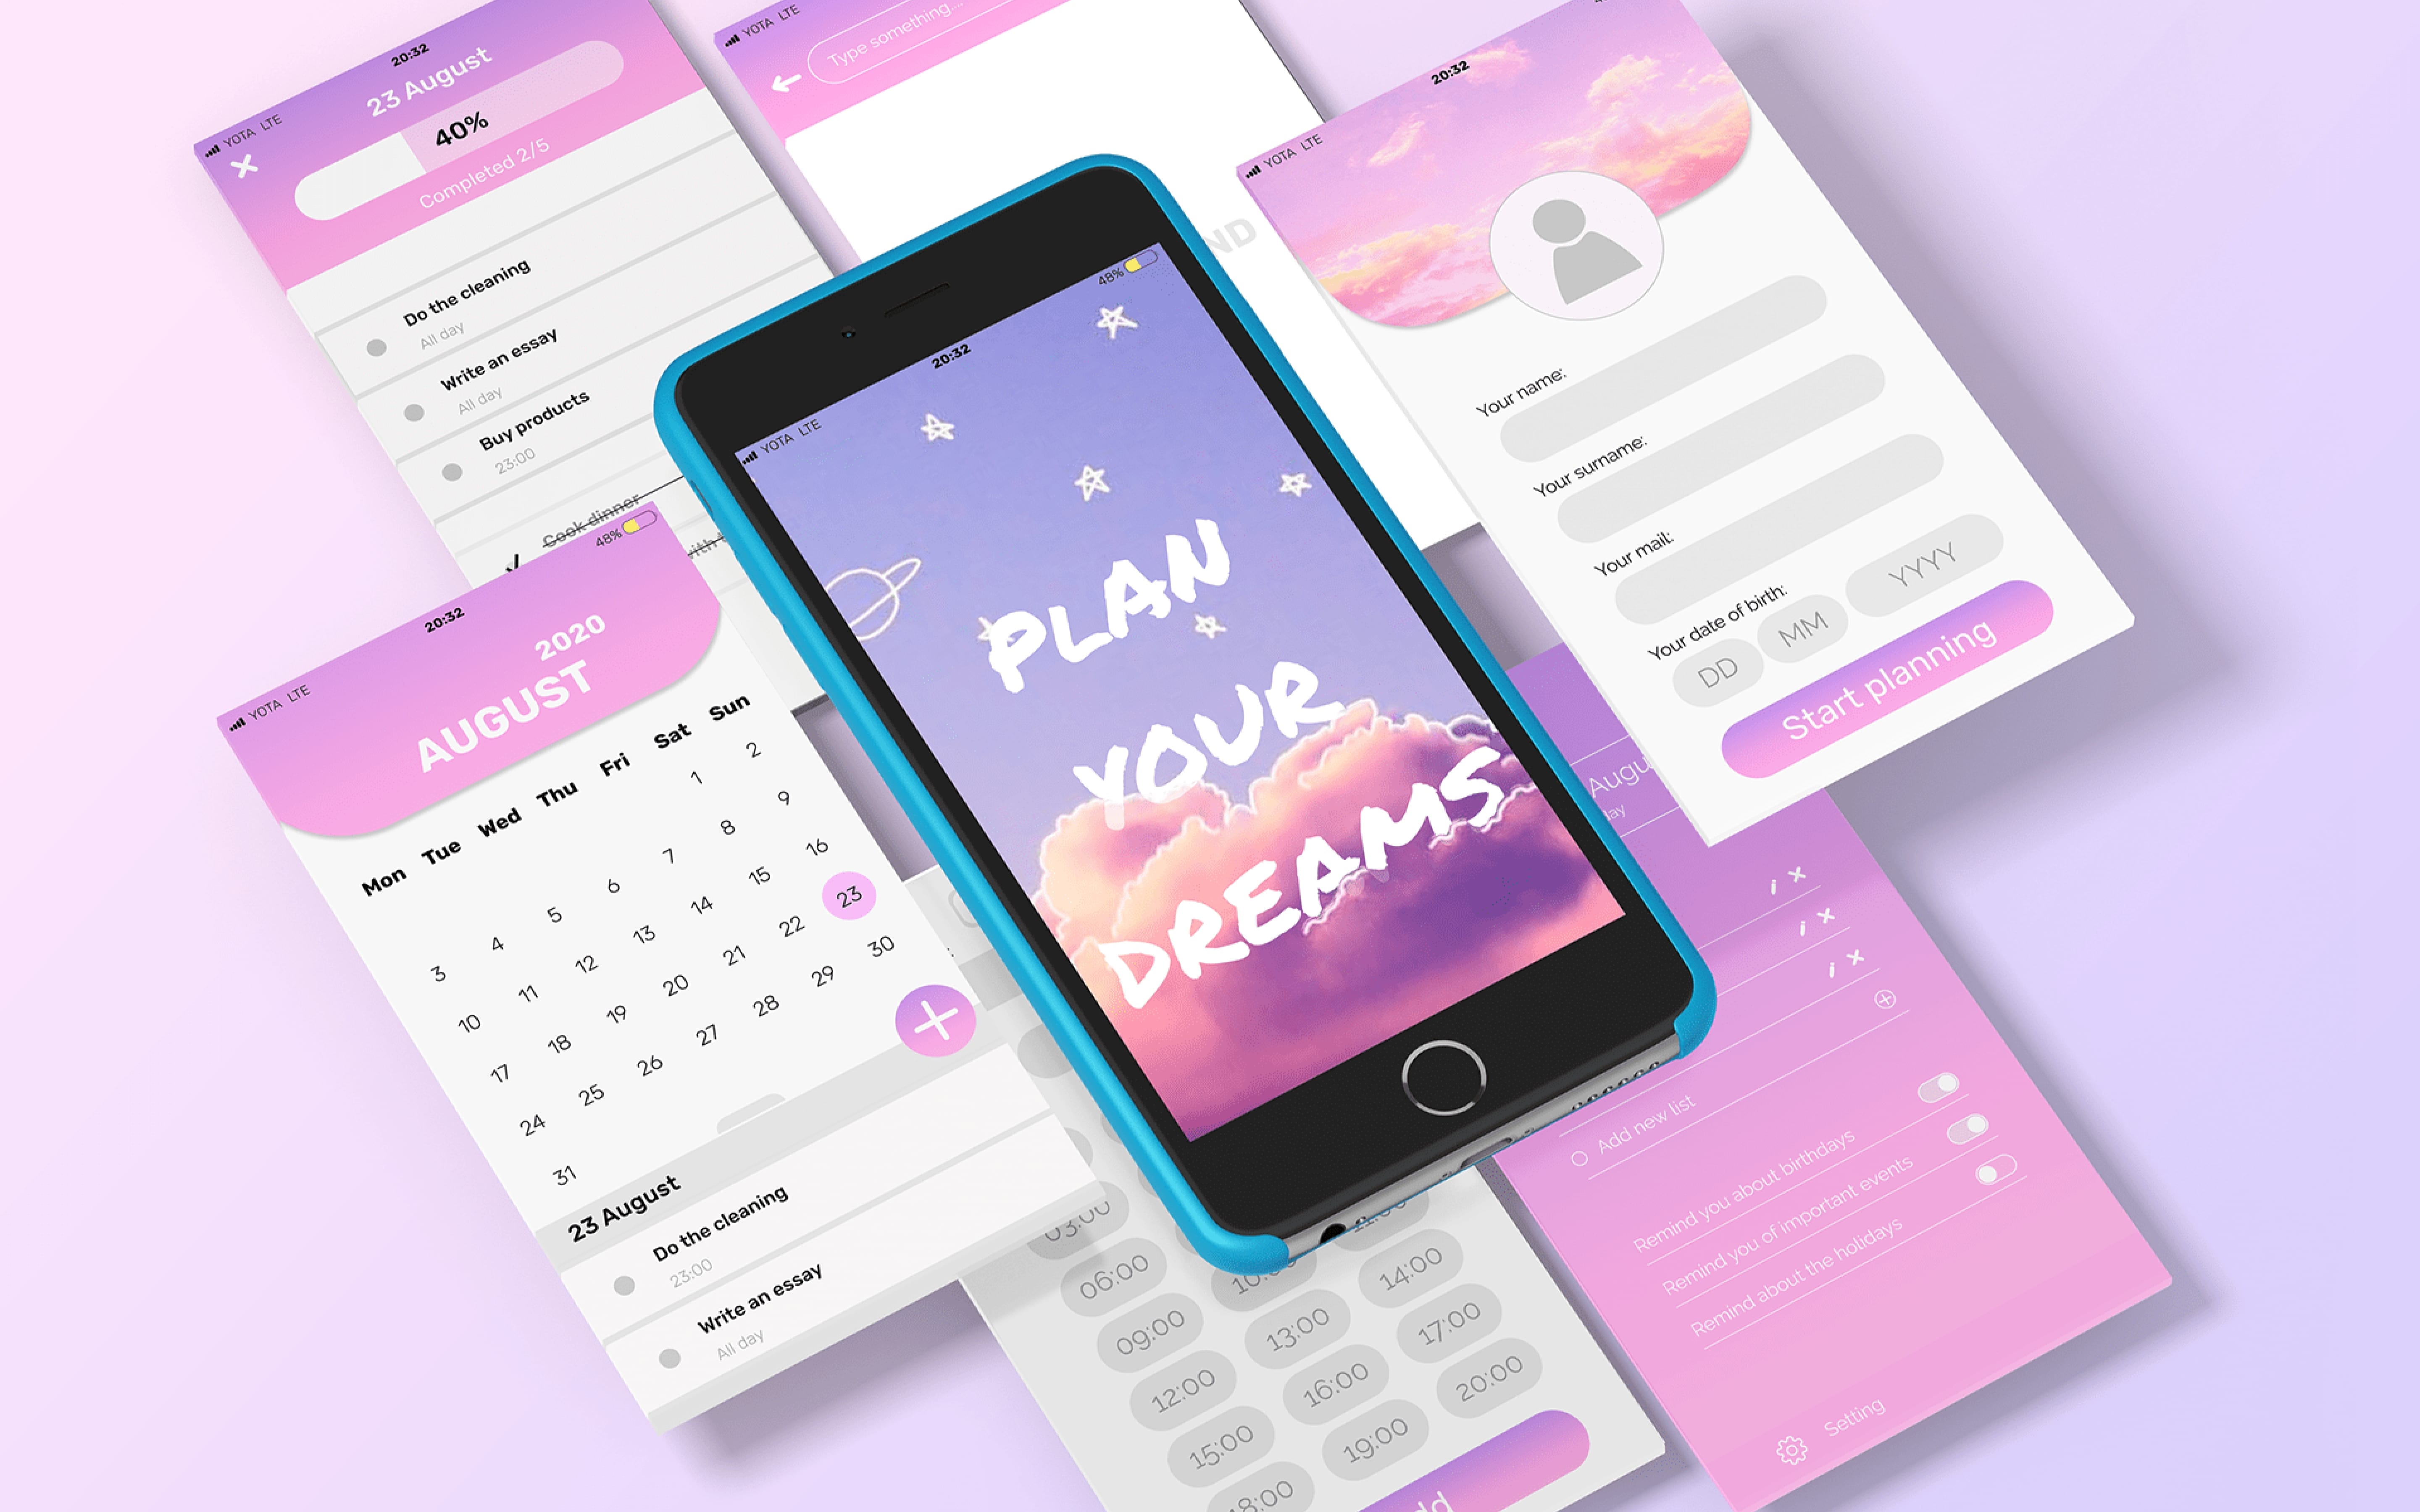 YOTA LTE
20:32
23 August
40%
Completed 2/5
Do the cleaning
All day
Write an essay
All day
Buy products
23:00
Cook dinner
YOTA LTE
Type something...
YOTA LTE
20:32
Your name:
Your surname:
Your mail:
Your date of birth:
DD MM YYYY
Start planning
YOTA LTE
20:32
48%
PLAN
YOUR
DREAMS
YOTA LTE
20:32
48%
2020
AUGUST
Mon Tue Wed Thu Fri Sat Sun
1 2
3 4 5 6 7 8 9
10 11 12 13 14 15 16
17 18 19 20 21 22 23
24 25 26 27 28 29 30
31
23 August
Do the cleaning
23:00
Write an essay
All day
03:00
06:00
09:00 13:00 14:00
12:00 16:00 17:00
15:00 19:00 20:00
18:00
Add new list
Remind you about birthdays
Remind you of important events
Remind about the holidays
Setting